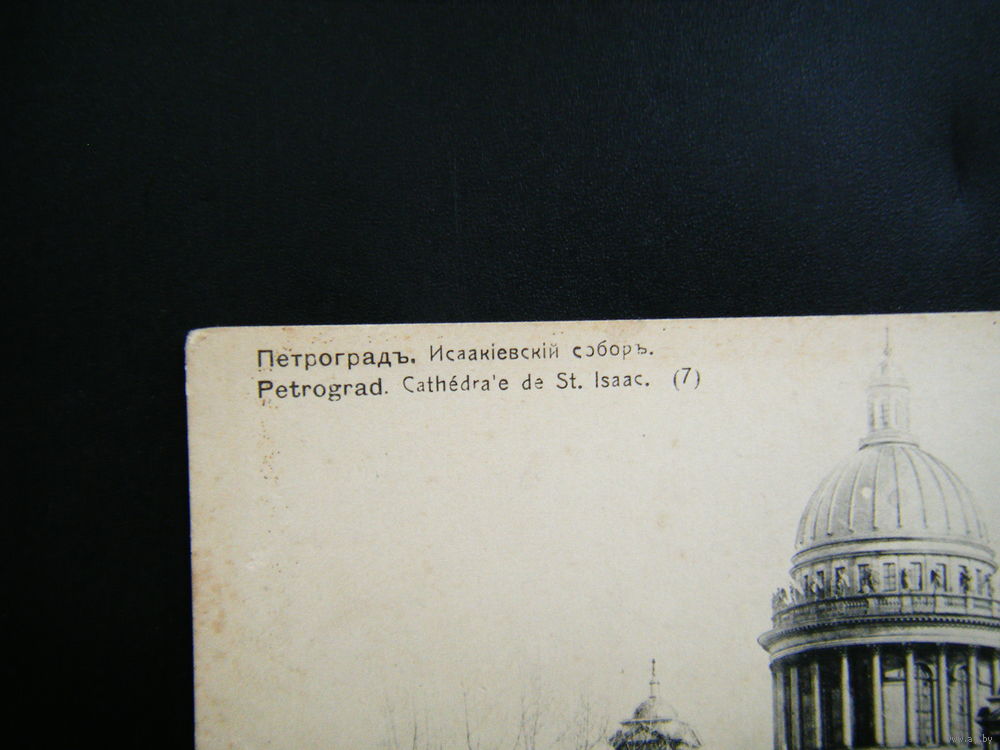 Петроградъ. Исаакіевскій соборъ.
Petrograd. Cathédra'e de St. Isaac. (7)